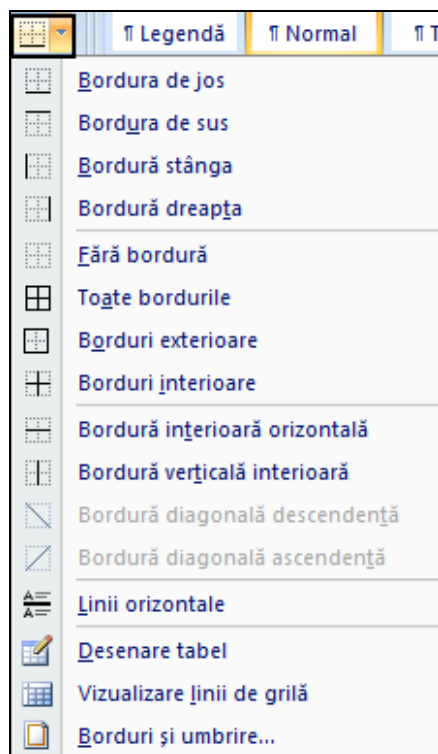 ¶ Legendă ¶ Normal ¶ T
Bordura de jos
Bordura de sus
Bordură stânga
Bordură dreapta
Fără bordură
Toate bordurile
Borduri exterioare
Borduri interioare
Bordură interioară orizontală
Bordură verticală interioară
Bordură diagonală descendență
Bordură diagonală ascendență
Linii orizontale
Desenare tabel
Vizualizare linii de grilă
Borduri și umbrire...